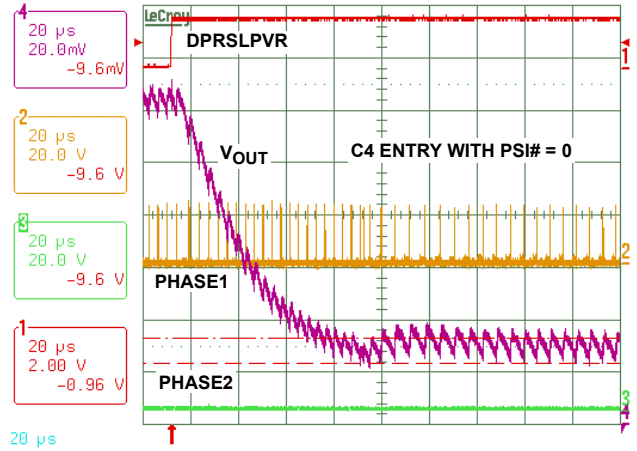 4
20 µs
20.0mV
-9.6mV
2
20 µs
20.0 V
-9.6 V
3
20 µs
20.0 V
-9.6 V
1
20 µs
2.00 V
-0.96 V
20 µs
LeCroy
DPRSLPVR
1
VOUT
C4 ENTRY WITH PSI# = 0
2
PHASE1
PHASE2
3
4